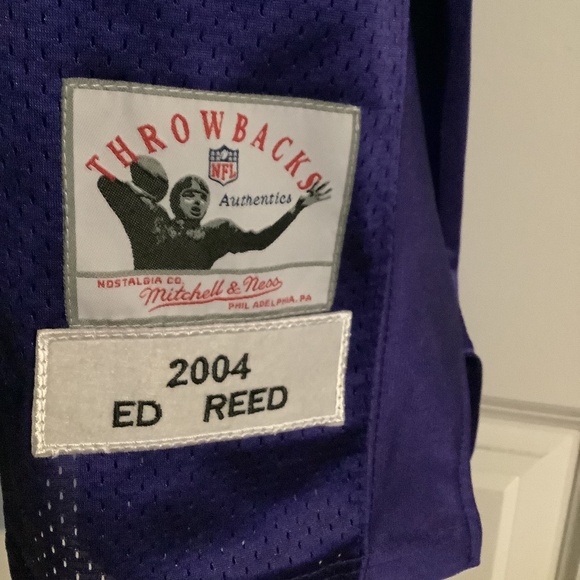 THROWBACKS
NFL
Authentics
NOSTALGIA CO.
Mitchell & Ness
PHILADELPHIA, PA
2004
ED REED